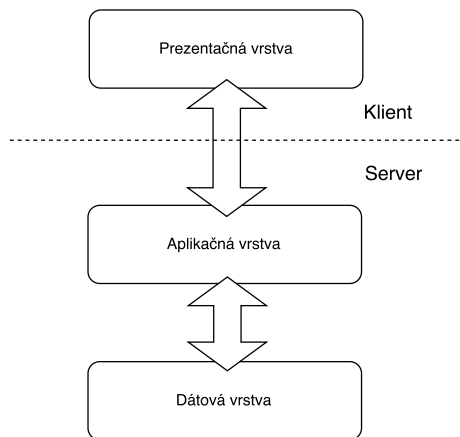 Prezentačná vrstva
Klient
Server
Aplikačná vrstva
Dátová vrstva